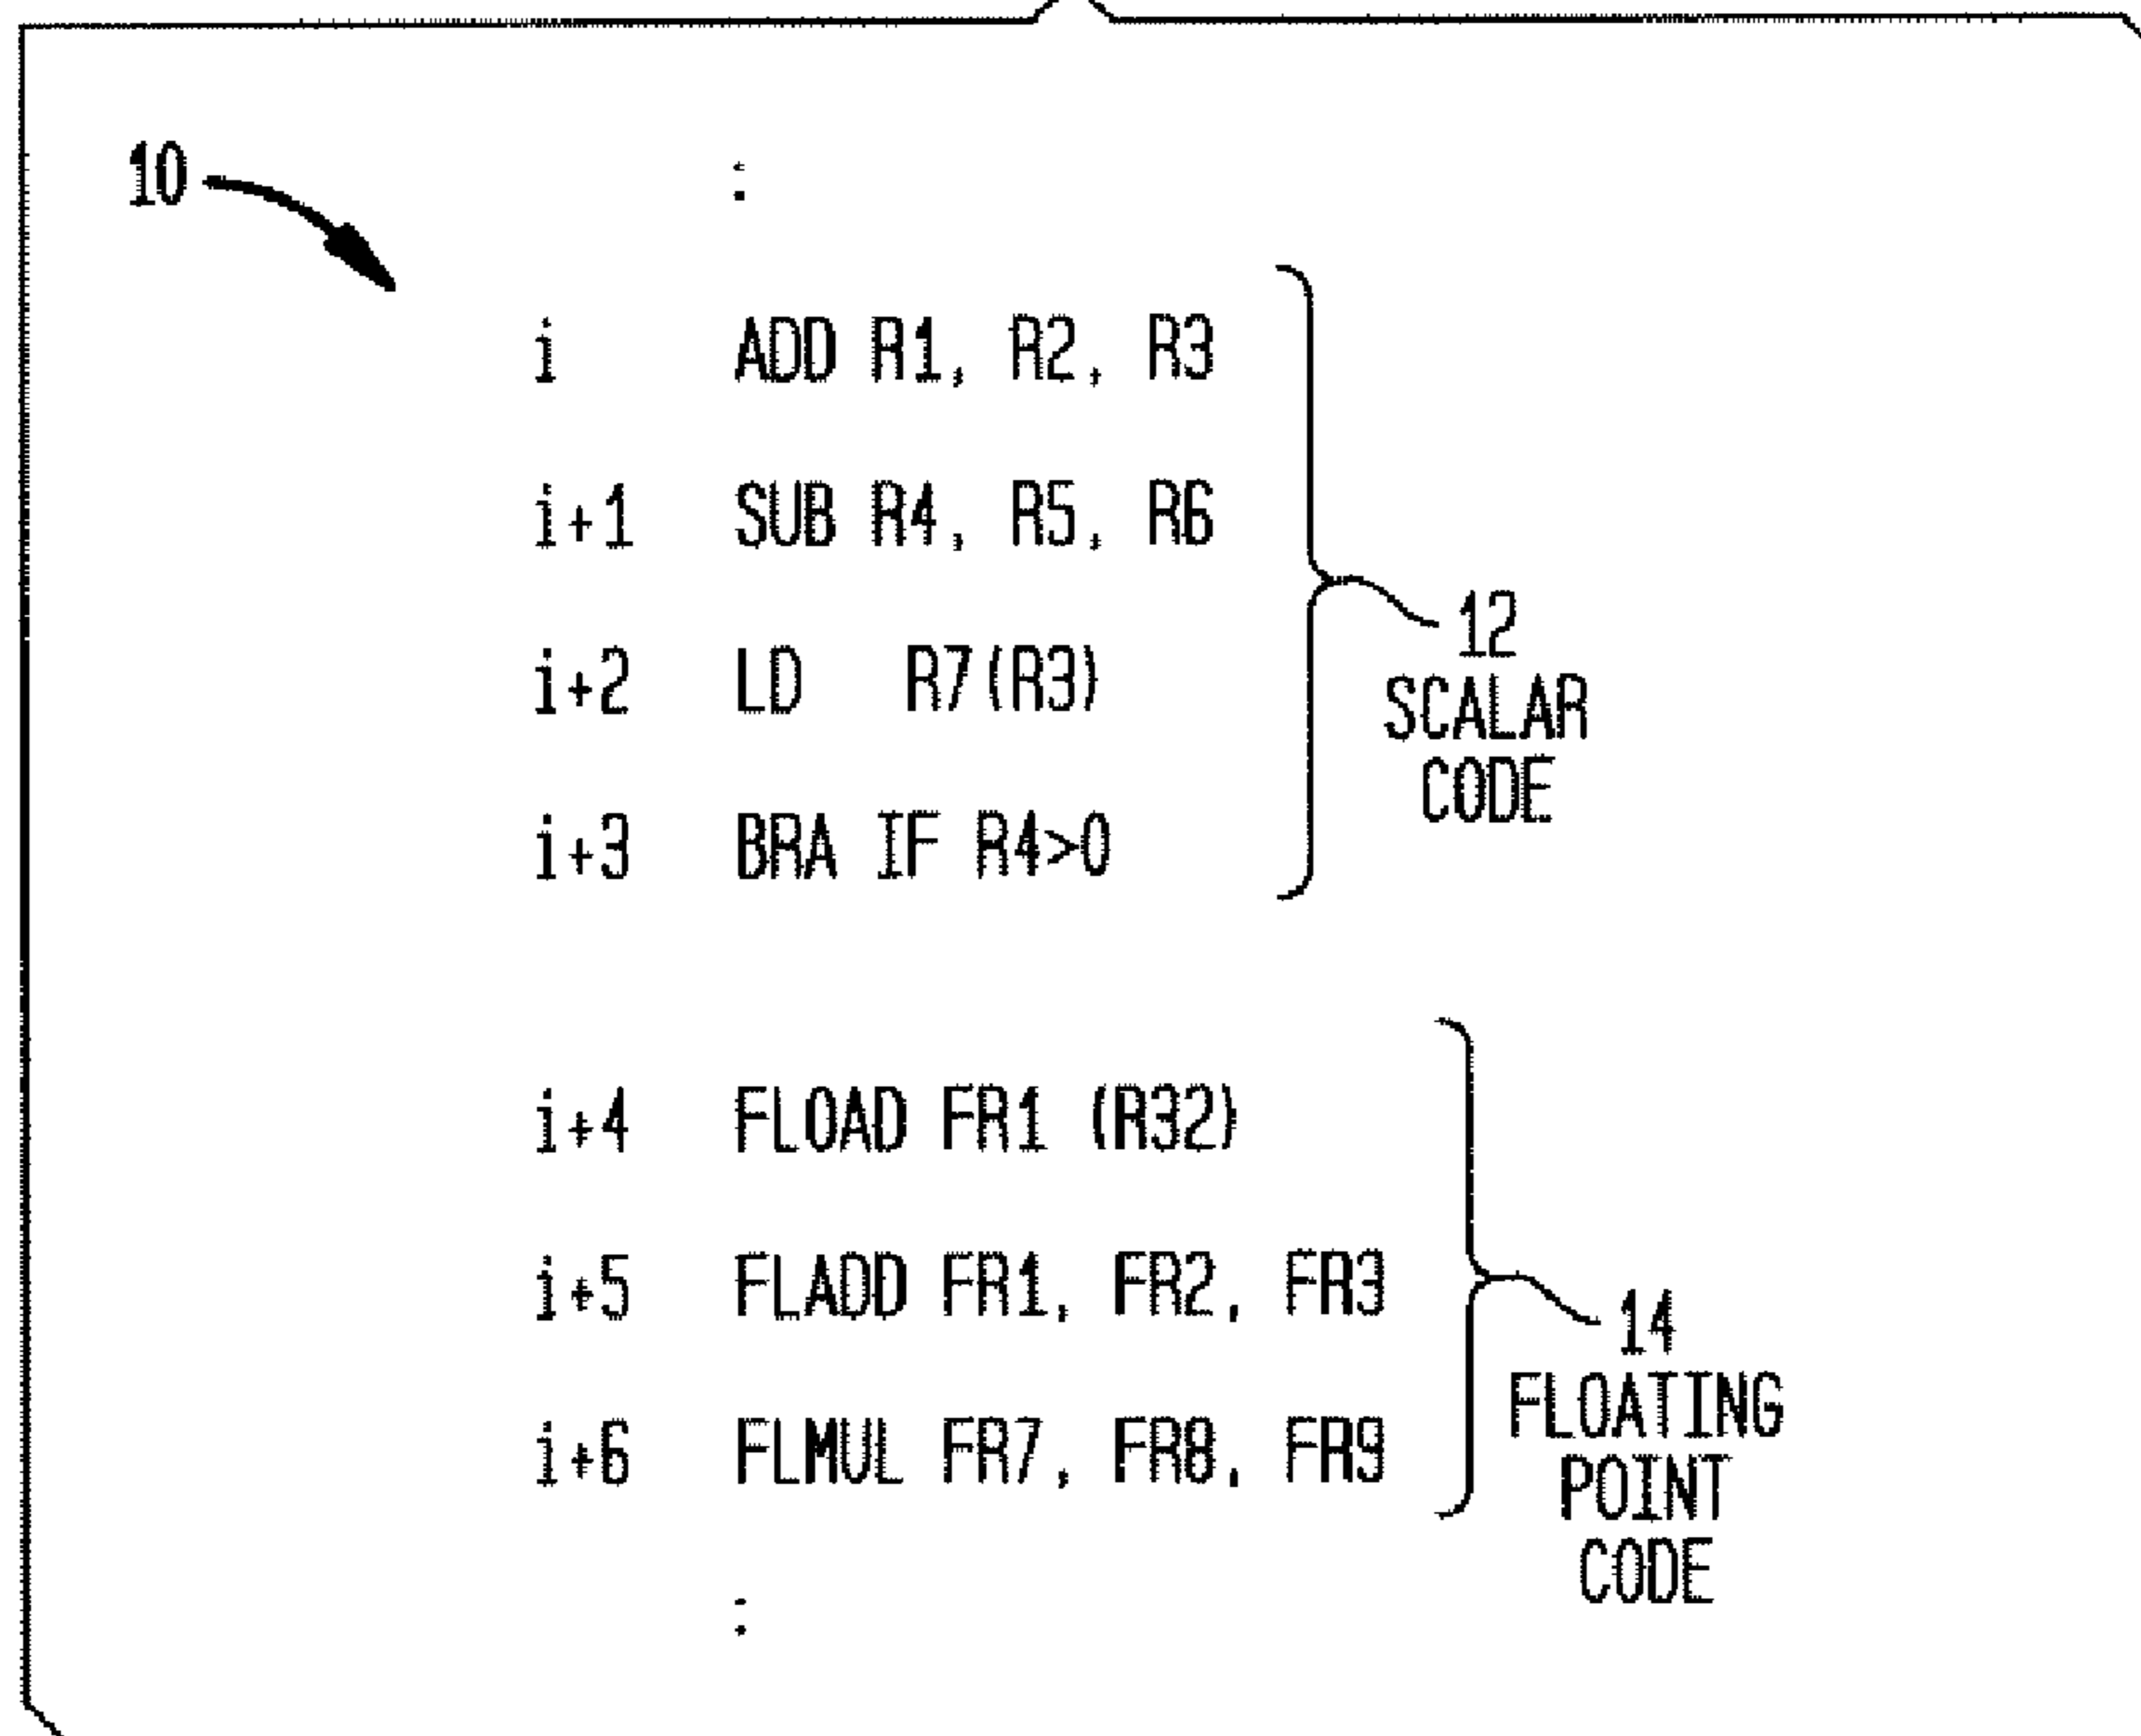 10
:
i ADD R1, R2, R3
i+1 SUB R4, R5, R6
i+2 LD R7(R3)
i+3 BRA IF R4>0
12
SCALAR
CODE
i+4 FLOAD FR1 (R32)
i+5 FLADD FR1, FR2, FR3
i+6 FLMUL FR7, FR8, FR9
14
FLOATING
POINT
CODE
: